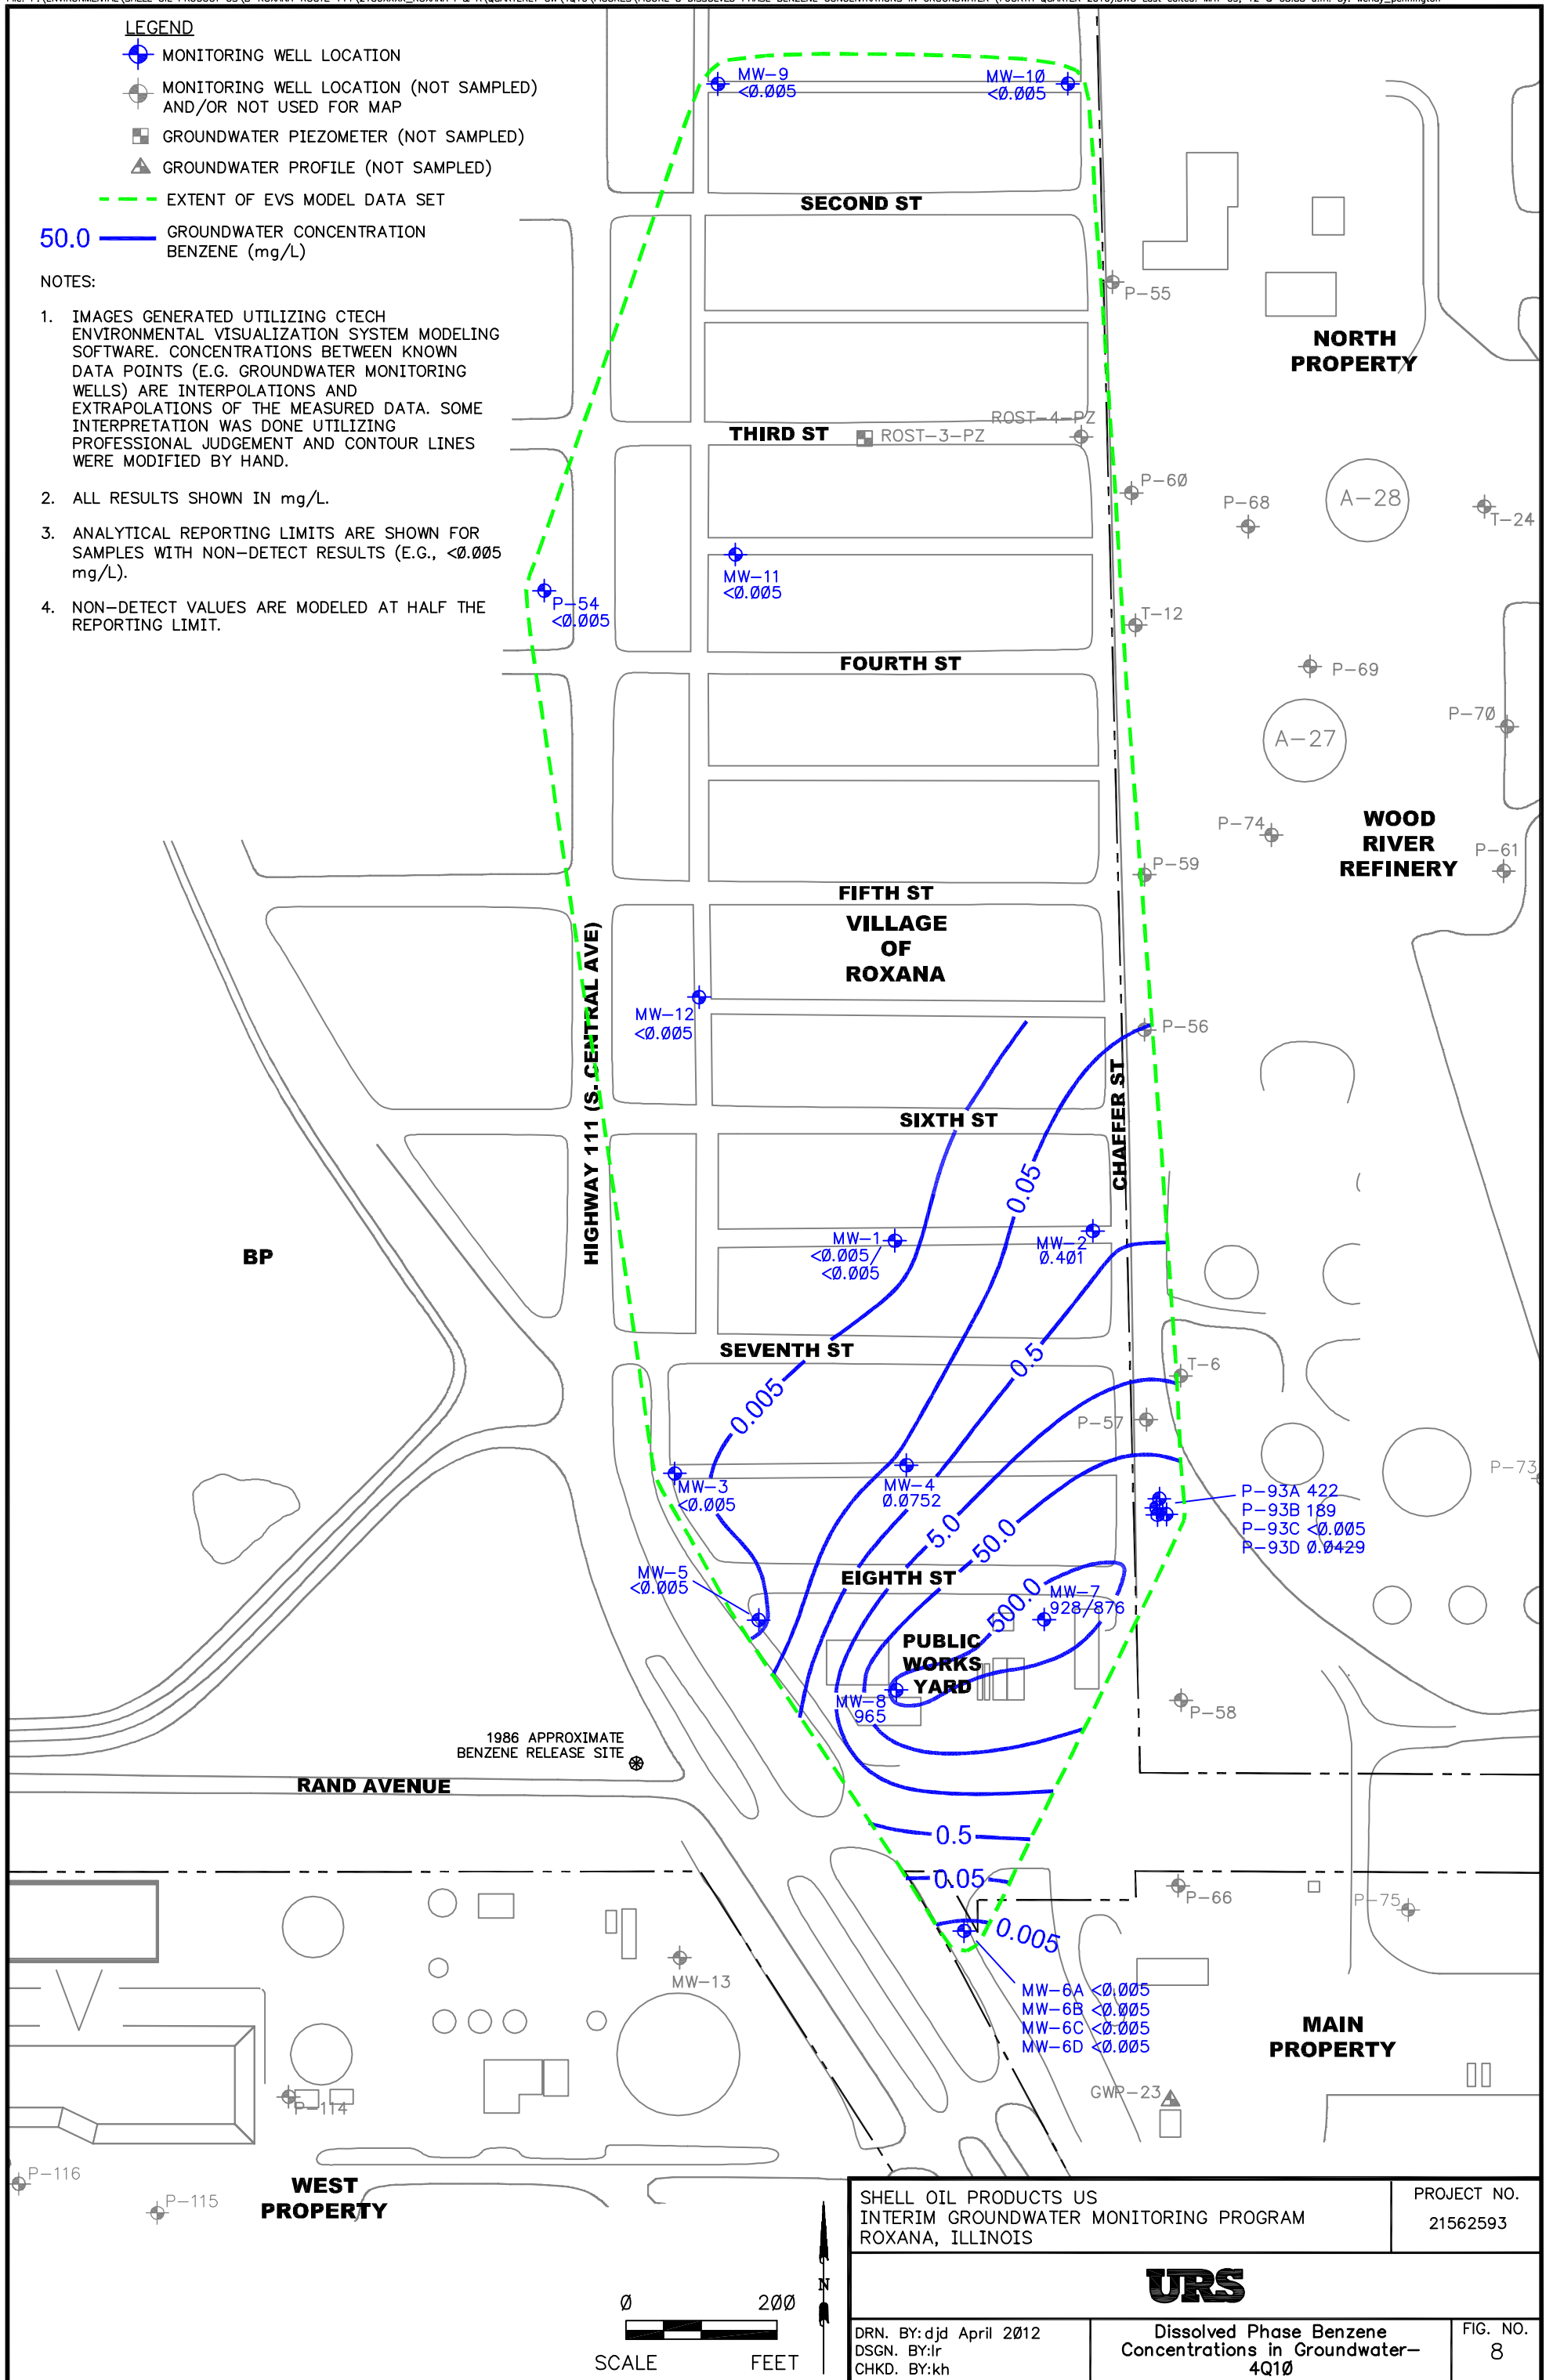 LEGEND
MONITORING WELL LOCATION
MONITORING WELL LOCATION (NOT SAMPLED)
AND/OR NOT USED FOR MAP
GROUNDWATER PIEZOMETER (NOT SAMPLED)
GROUNDWATER PROFILE (NOT SAMPLED)
EXTENT OF EVS MODEL DATA SET
50.0
GROUNDWATER CONCENTRATION
BENZENE (mg/L)
NOTES:
1. IMAGES GENERATED UTILIZING CTECH
ENVIRONMENTAL VISUALIZATION SYSTEM MODELING
SOFTWARE. CONCENTRATIONS BETWEEN KNOWN
DATA POINTS (E.G. GROUNDWATER MONITORING
WELLS) ARE INTERPOLATIONS AND
EXTRAPOLATIONS OF THE MEASURED DATA. SOME
INTERPRETATION WAS DONE UTILIZING
PROFESSIONAL JUDGEMENT AND CONTOUR LINES
WERE MODIFIED BY HAND.
2. ALL RESULTS SHOWN IN mg/L.
3. ANALYTICAL REPORTING LIMITS ARE SHOWN FOR
SAMPLES WITH NON-DETECT RESULTS (E.G., <0.005
mg/L).
4. NON-DETECT VALUES ARE MODELED AT HALF THE
REPORTING LIMIT.
MW-9
<0.005
MW-10
<0.005
SECOND ST
P-55
NORTH
PROPERTY
THIRD ST
ROST-3-PZ
ROST-4-PZ
P-60
P-68
A-28
T-24
MW-11
<0.005
P-54
<0.005
T-12
FOURTH ST
P-69
P-70
A-27
P-74
WOOD
RIVER
REFINERY
P-61
P-59
FIFTH ST
VILLAGE
OF
ROXANA
HIGHWAY 111 (S. CENTRAL AVE)
MW-12
<0.005
P-56
CHAFFER ST
SIXTH ST
0.05
BP
MW-1
<0.005/
<0.005
MW-2
0.401
SEVENTH ST
0.5
T-6
0.005
P-57
MW-3
<0.005
MW-4
0.0752
P-73
P-93A 422
P-93B 189
P-93C <0.005
P-93D 0.0429
5.0
50.0
MW-5
<0.005
EIGHTH ST
500.0
MW-7
928/876
PUBLIC
WORKS
YARD
MW-8
965
P-58
1986 APPROXIMATE
BENZENE RELEASE SITE
RAND AVENUE
0.5
0.05
P-66
P-75
0.005
MW-13
MW-6A <0.005
MW-6B <0.005
MW-6C <0.005
MW-6D <0.005
MAIN
PROPERTY
GWP-23
P-114
P-116
P-115
WEST
PROPERTY
SHELL OIL PRODUCTS US
INTERIM GROUNDWATER MONITORING PROGRAM
ROXANA, ILLINOIS
PROJECT NO.
21562593
URS
N
0 200
SCALE FEET
DRN. BY:djd April 2012
DSGN. BY:lr
CHKD. BY:kh
Dissolved Phase Benzene
Concentrations in Groundwater-
4Q10
FIG. NO.
8